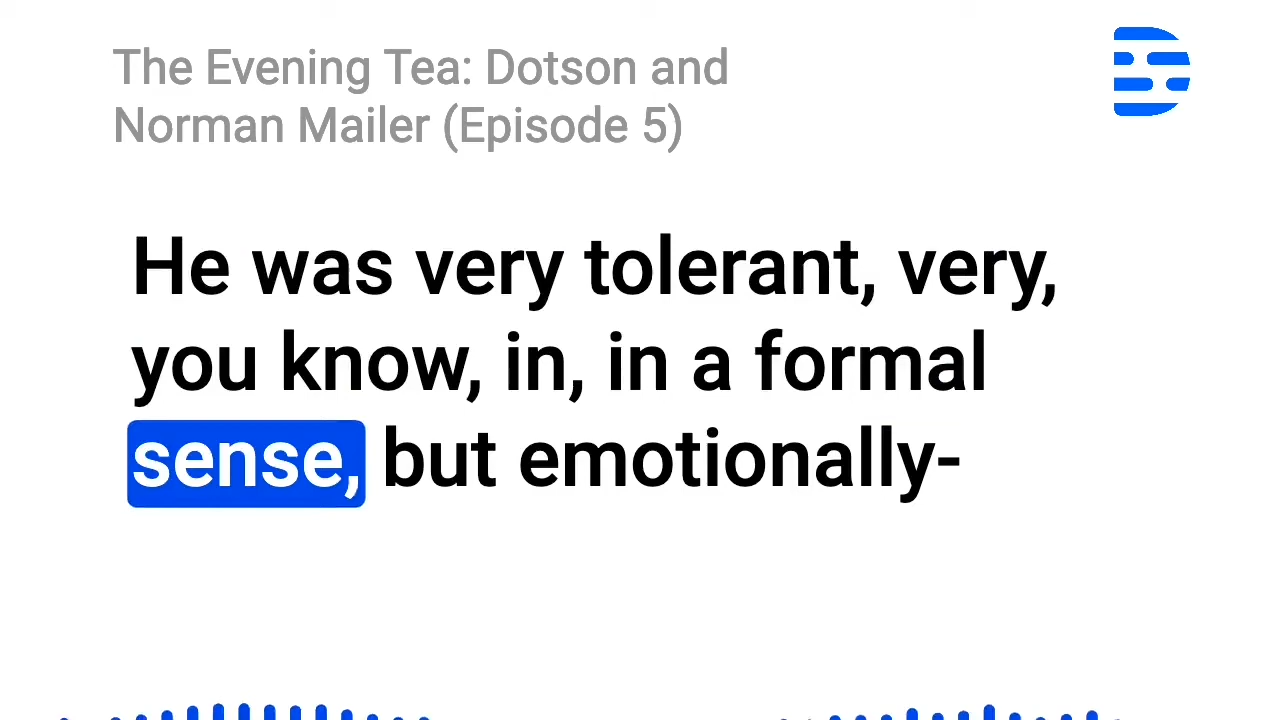 The Evening Tea: Dotson and
Norman Mailer (Episode 5)
He was very tolerant, very,
you know, in, in a formal
sense, but emotionally-